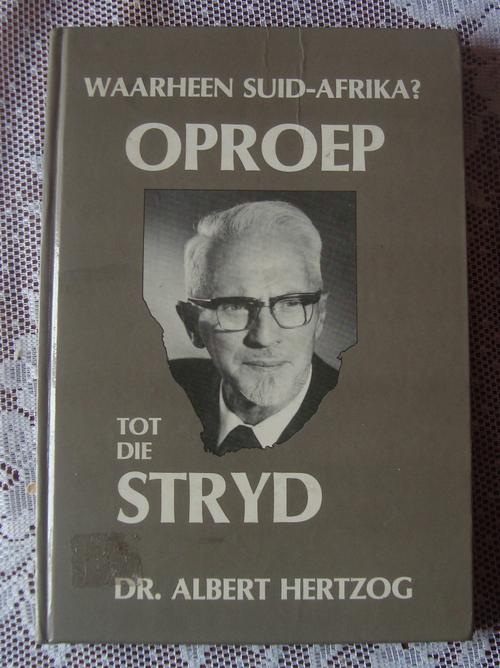 WAARHEEN SUID-AFRIKA?
OPROEP
TOT
DIE
STRYD
DR. ALBERT HERTZOG